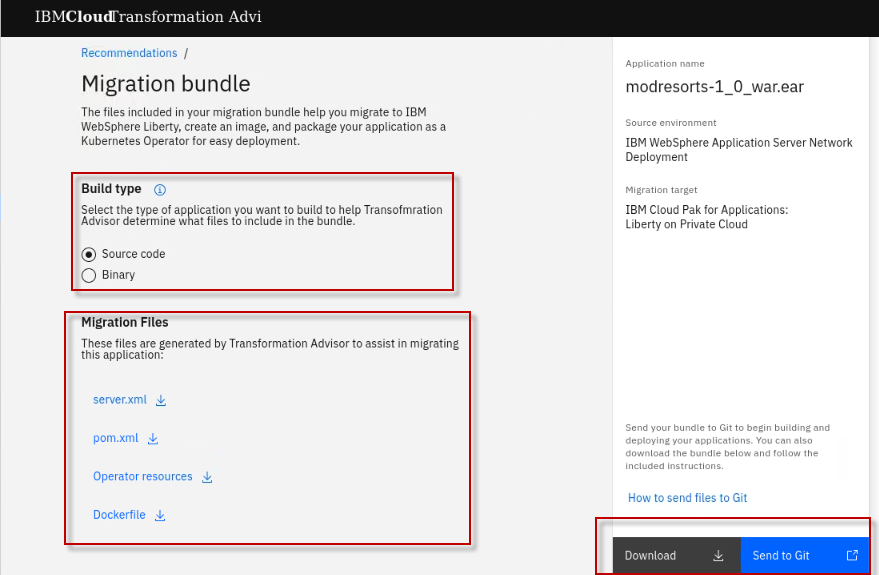 IBMCloudTransformation Advi
Recommendations /
Migration bundle
The files included in your migration bundle help you migrate to IBM
WebSphere Liberty, create an image, and package your application as a
Kubernetes Operator for easy deployment.
Build type
Select the type of application you want to build to help Transofmration
Advisor determine what files to include in the bundle.
Source code
Binary
Migration Files
These files are generated by Transformation Advisor to assist in migrating
this application:
server.xml
pom.xml
Operator resources
Dockerfile
Application name
modresorts-1_0_war.ear
Source environment
IBM WebSphere Application Server Network
Deployment
Migration target
IBM Cloud Pak for Applications:
Liberty on Private Cloud
Send your bundle to Git to begin building and
deploying your applications. You can also
download the bundle below and follow the
included instructions.
How to send files to Git
Download
Send to Git